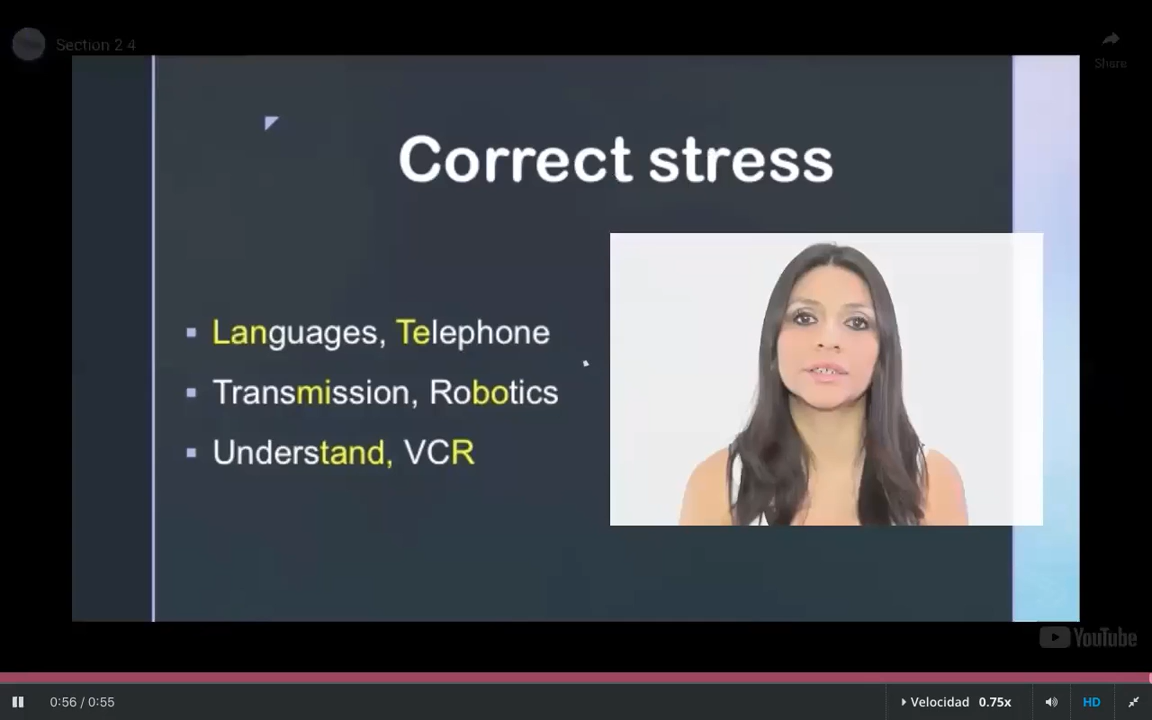 Section 2 4
Share
Correct stress
Languages, Telephone
Transmission, Robotics
Understand, VCR
YouTube
0:56 / 0:55
Velocidad 0.75x
HD